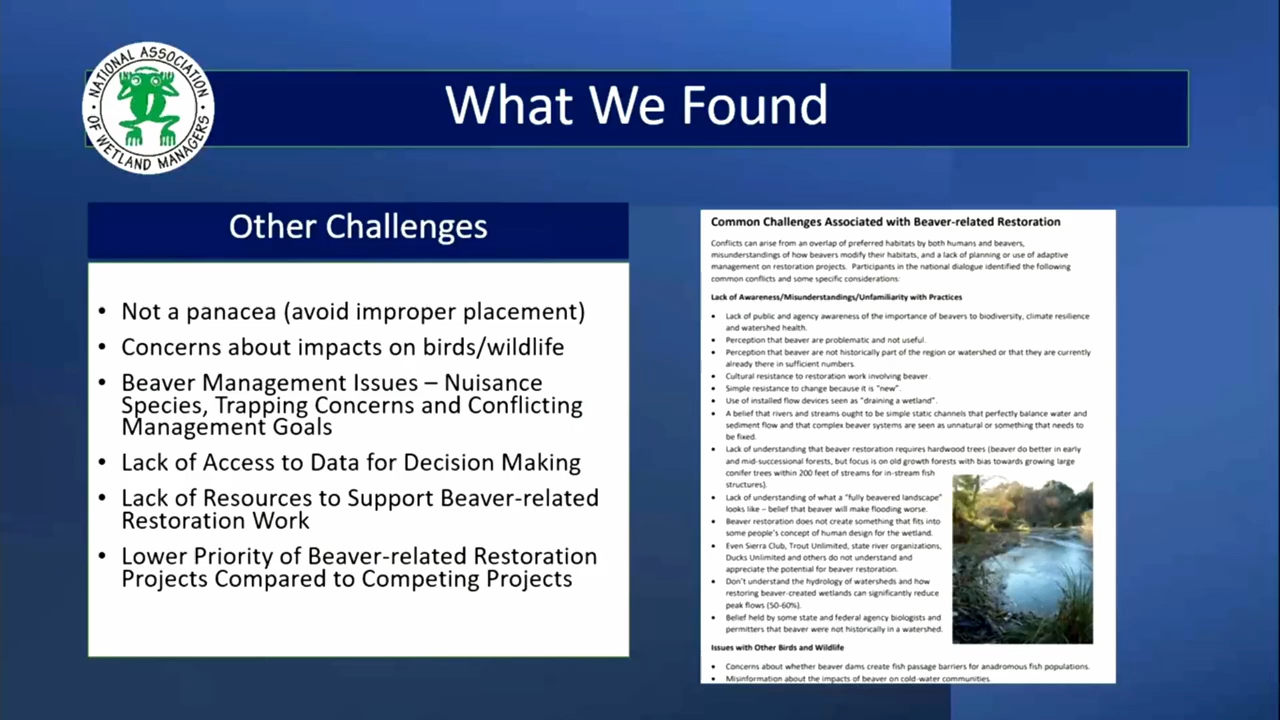 NATIONAL ASSOCIATION
OF WETLAND MANAGERS
What We Found
Other Challenges
• Not a panacea (avoid improper placement)
• Concerns about impacts on birds/wildlife
• Beaver Management Issues – Nuisance
Species, Trapping Concerns and Conflicting
Management Goals
• Lack of Access to Data for Decision Making
• Lack of Resources to Support Beaver-related
Restoration Work
• Lower Priority of Beaver-related Restoration
Projects Compared to Competing Projects
Common Challenges Associated with Beaver-related Restoration
Conflicts can arise from an overlap of preferred habitats by both humans and beavers,
misunderstandings of how beavers modify their habitats, and a lack of planning or use of adaptive
management on restoration projects. Participants in the national dialogue identified the following
common conflicts and some specific considerations:
Lack of Awareness/Misunderstandings/Unfamiliarity with Practices
• Lack of public and agency awareness of the importance of beavers to biodiversity, climate resilience
and watershed health.
• Perception that beaver are problematic and not useful.
• Perception that beaver are not historically part of the region or watershed or that they are currently
already there in sufficient numbers.
• Cultural resistance to restoration work involving beaver.
• Simple resistance to change because it is "new".
• Use of installed flow devices seen as "draining a wetland".
• A belief that rivers and streams ought to be simple static channels that perfectly balance water and
sediment flow and that complex beaver systems are seen as unnatural or something that needs to
be fixed.
• Lack of understanding that beaver restoration requires hardwood trees (beaver do better in early
and mid-successional forests, but focus is on old growth forests with bias towards growing large
conifer trees within 200 feet of streams for in-stream fish
structures).
• Lack of understanding of what a "fully beavered landscape"
looks like – belief that beaver will make flooding worse.
• Beaver restoration does not create something that fits into
some people's concept of human design for the wetland.
• Even Sierra Club, Trout Unlimited, state river organizations,
Ducks Unlimited and others do not understand and
appreciate the potential for beaver restoration.
• Don't understand the hydrology of watersheds and how
restoring beaver-created wetlands can significantly reduce
peak flows (50-60%).
• Belief held by some state and federal agency biologists and
permitters that beaver were not historically in a watershed.
Issues with Other Birds and Wildlife
• Concerns about whether beaver dams create fish passage barriers for anadromous fish populations.
• Misinformation about the impacts of beaver on cold-water communities.